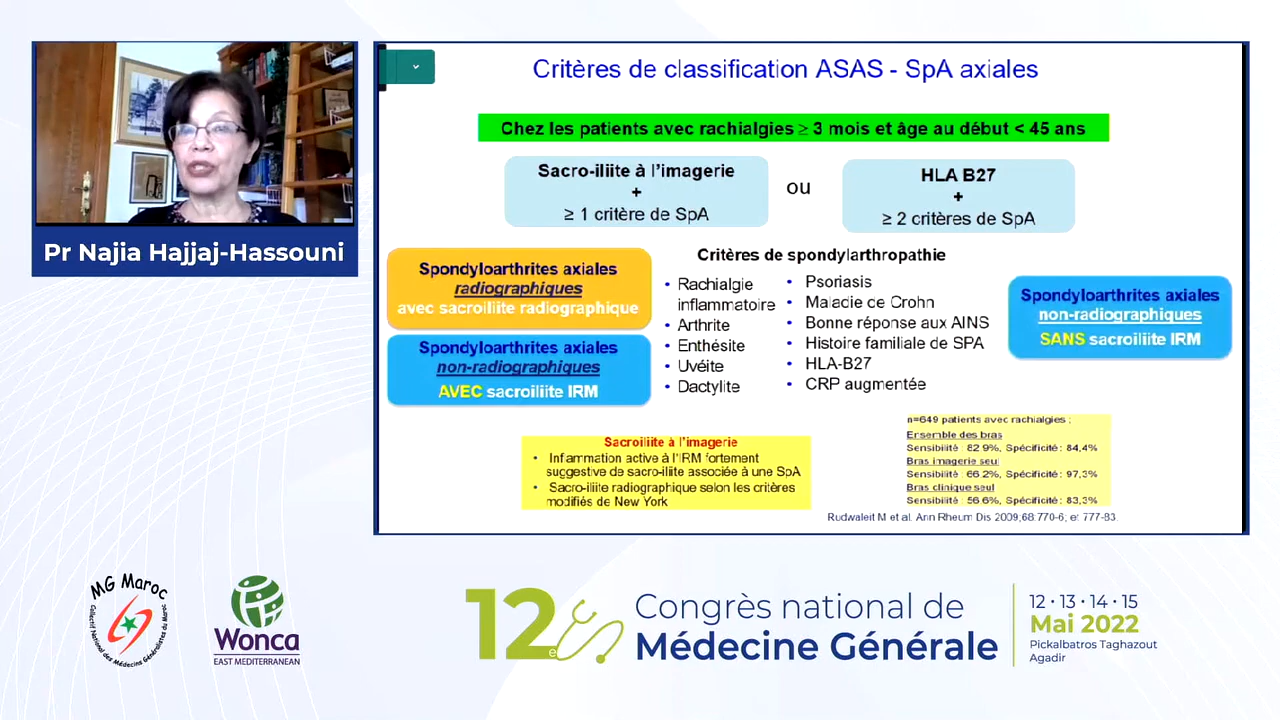 Pr Najia Hajjaj-Hassouni
Critères de classification ASAS - SpA axiales
Chez les patients avec rachialgies ≥ 3 mois et âge au début < 45 ans
Sacro-iliite à l'imagerie
+
≥ 1 critère de SpA
ou
HLA B27
+
≥ 2 critères de SpA
Spondyloarthrites axiales
radiographiques
avec sacroiliite radiographique
Spondyloarthrites axiales
non-radiographiques
AVEC sacroiliite IRM
Critères de spondylarthropathie
• Rachialgie
inflammatoire
• Arthrite
• Enthésite
• Uvéite
• Dactylite
• Psoriasis
• Maladie de Crohn
• Bonne réponse aux AINS
• Histoire familiale de SPA
• HLA-B27
• CRP augmentée
Spondyloarthrites axiales
non-radiographiques
SANS sacroiliite IRM
Sacroiliite à l'imagerie
• Inflammation active à l'IRM fortement
suggestive de sacro-iliite associée à une SpA
• Sacro-iliite radiographique selon les critères
modifiés de New York
n=649 patients avec rachialgies ;
Ensemble des bras
Sensibilité : 82.9%, Spécificité : 84,4%
Bras imagerie seul
Sensibilité : 66.2%, Spécificité : 97,3%
Bras clinique seul
Sensibilité : 56.6%, Spécificité : 83,3%
Rudwaleit M et al. Ann Rheum Dis 2009;68:770-6; et 777-83.
MG Maroc
Collectif National des Médecins Généralistes du Maroc
Wonca
EAST MEDITERRANEAN
12e
Congrès national de
Médecine Générale
12 • 13 • 14 • 15
Mai 2022
Pickalbatros Taghazout
Agadir